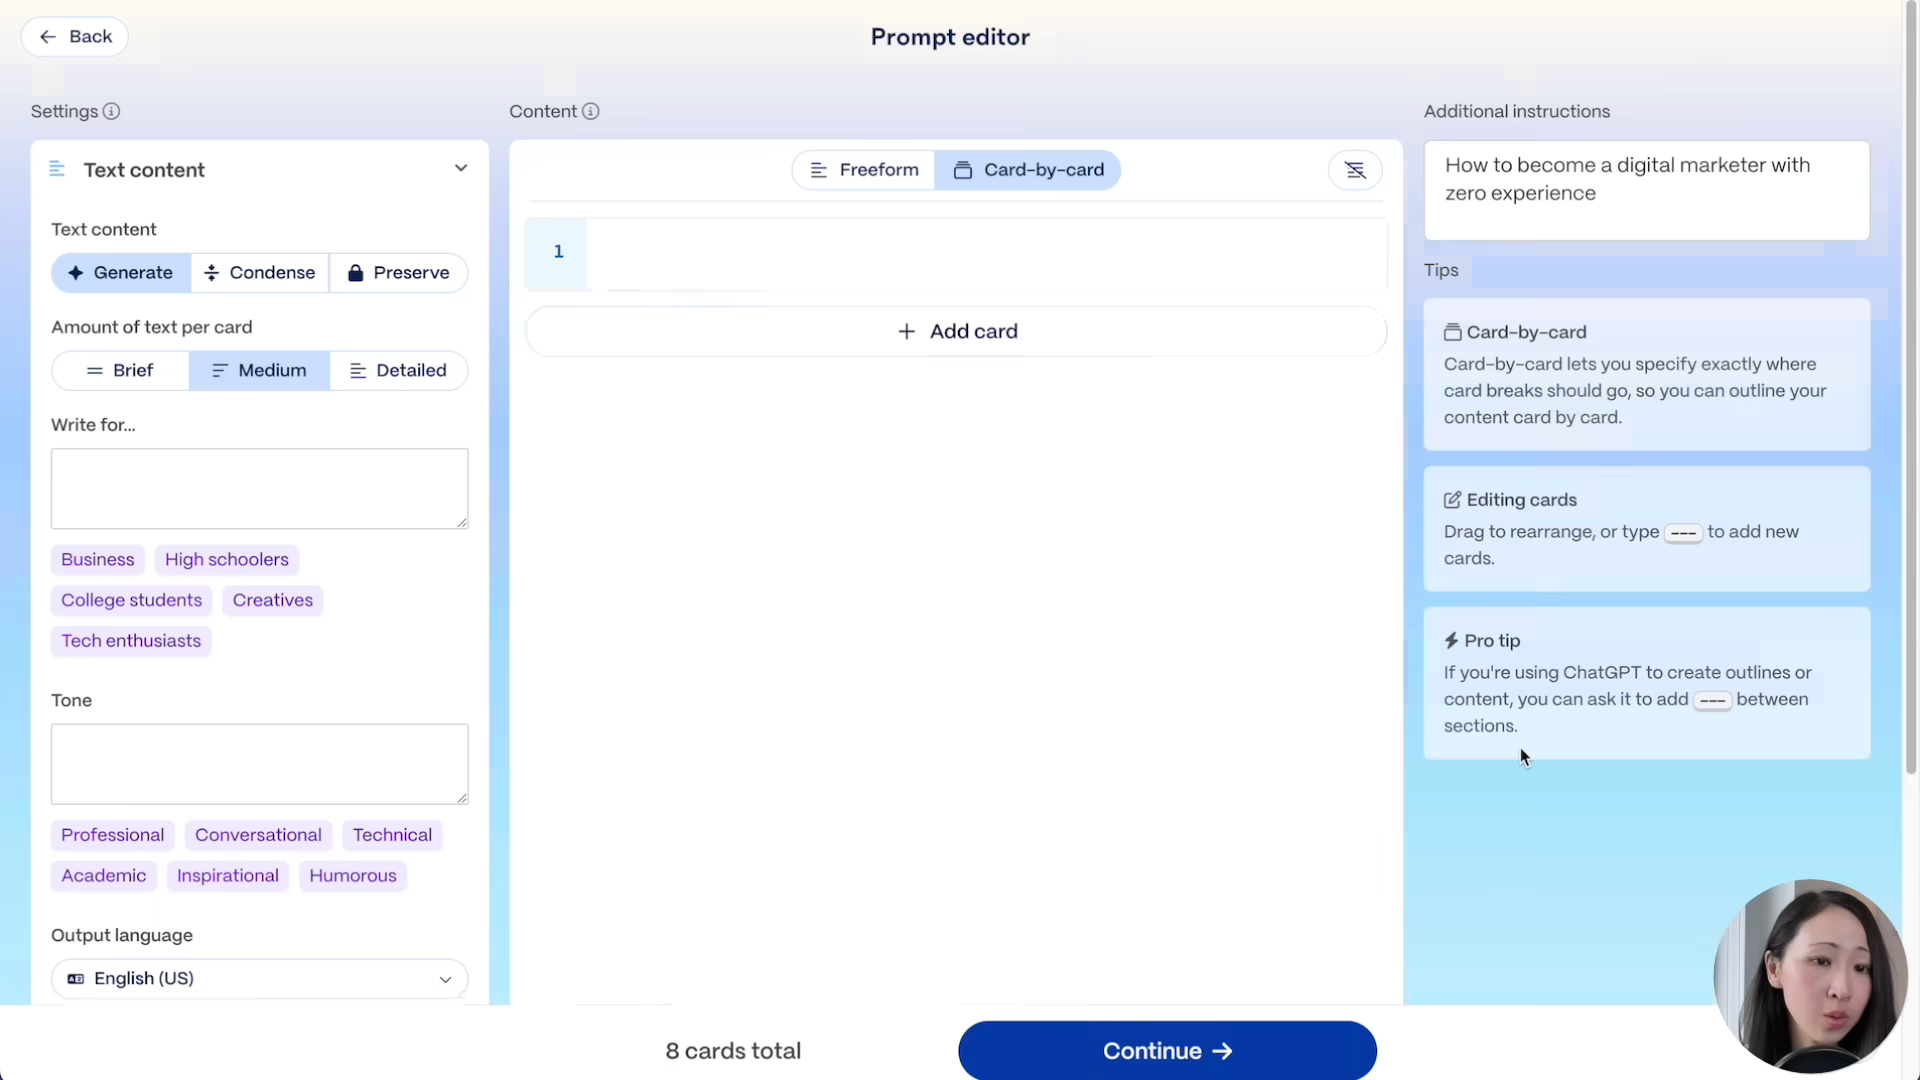 Back
Prompt editor
Settings
Text content
Text content
Generate
Condense
Preserve
Amount of text per card
Brief
Medium
Detailed
Write for...
Business
High schoolers
College students
Creatives
Tech enthusiasts
Tone
Professional
Conversational
Technical
Academic
Inspirational
Humorous
Output language
English (US)
Content
Freeform
Card-by-card
1
+ Add card
Additional instructions
How to become a digital marketer with
zero experience
Tips
Card-by-card
Card-by-card lets you specify exactly where
card breaks should go, so you can outline your
content card by card.
Editing cards
Drag to rearrange, or type --- to add new
cards.
Pro tip
If you're using ChatGPT to create outlines or
content, you can ask it to add --- between
sections.
8 cards total
Continue →